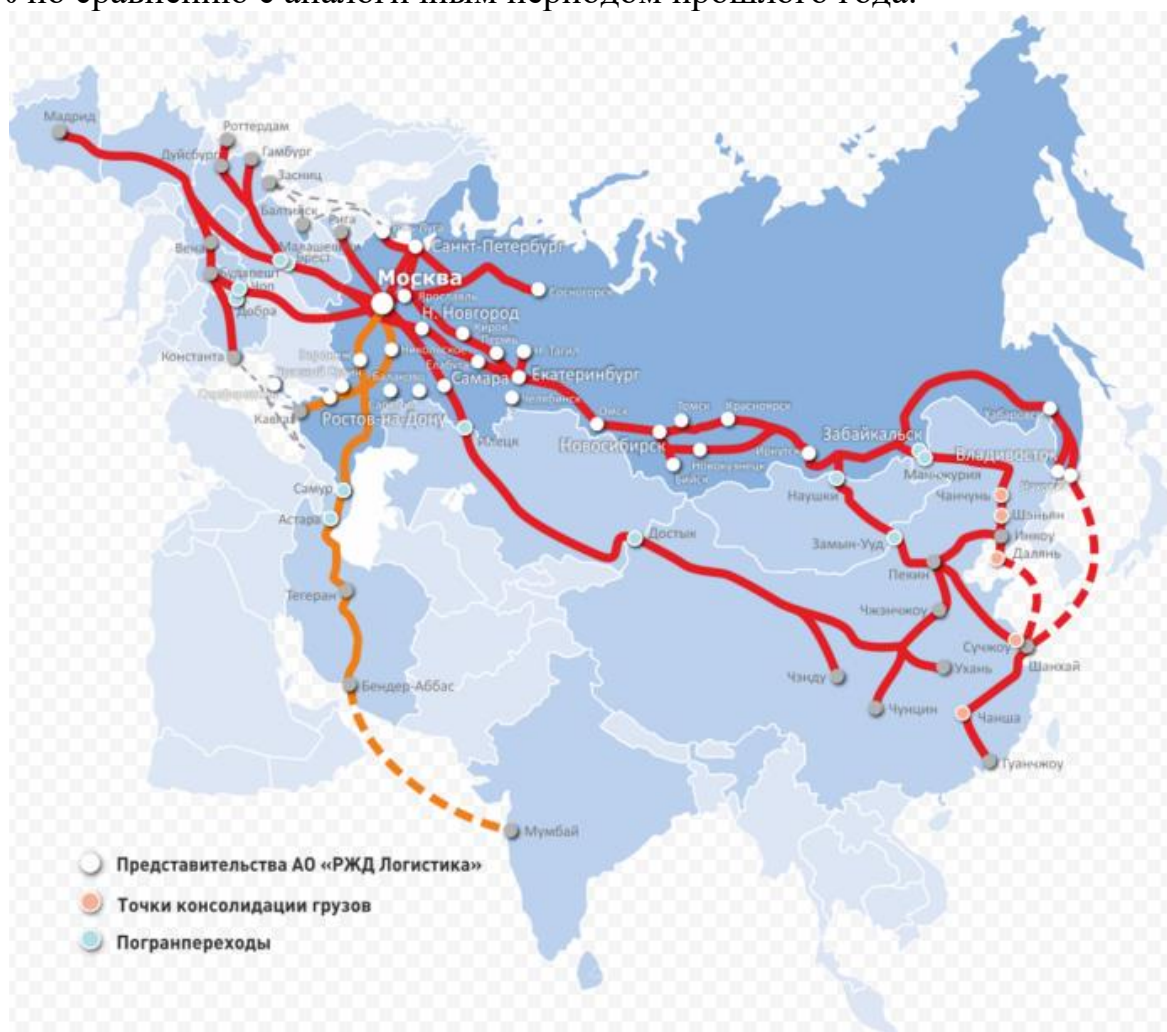 по сравнению с аналогичным периодом прошлого года.
Мадрид
Роттердам
Дуйсбург
Гамбург
Засниц
Балтийск
Рига
Санкт-Петербург
Вена
Брест
Будапешт
Чоп
Добра
Москва
Ярославль
Сосногорск
Н. Новгород
Киров
Пермь
Н. Тагил
Константа
Никольское
Елабуга
Самара
Екатеринбург
Челябинск
Кавказ
Ростов-на-Дону
Илецк
Омск
Томск
Красноярск
Новосибирск
Новокузнецк
Бийск
Иркутск
Забайкальск
Хабаровск
Владивосток
Маньчжурия
Самур
Астара
Достык
Наушки
Чанчунь
Шэньян
Замын-Ууд
Инкоу
Далянь
Пекин
Тегеран
Чжэнчжоу
Сучжоу
Шанхай
Бендер-Аббас
Чэнду
Ухань
Чунцин
Чанша
Гуанчжоу
Мумбай
Представительства АО «РЖД Логистика»
Точки консолидации грузов
Погранпереходы